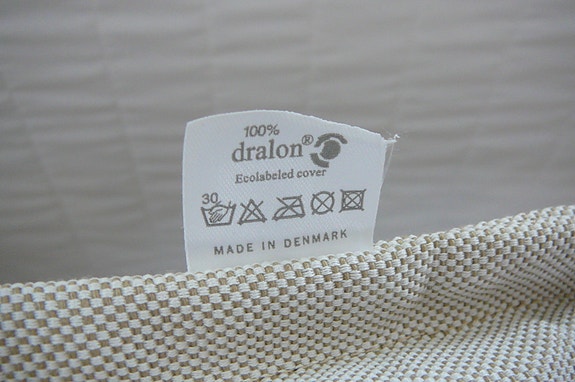 100%
dralon®
Ecolabeled cover
30
MADE IN DENMARK